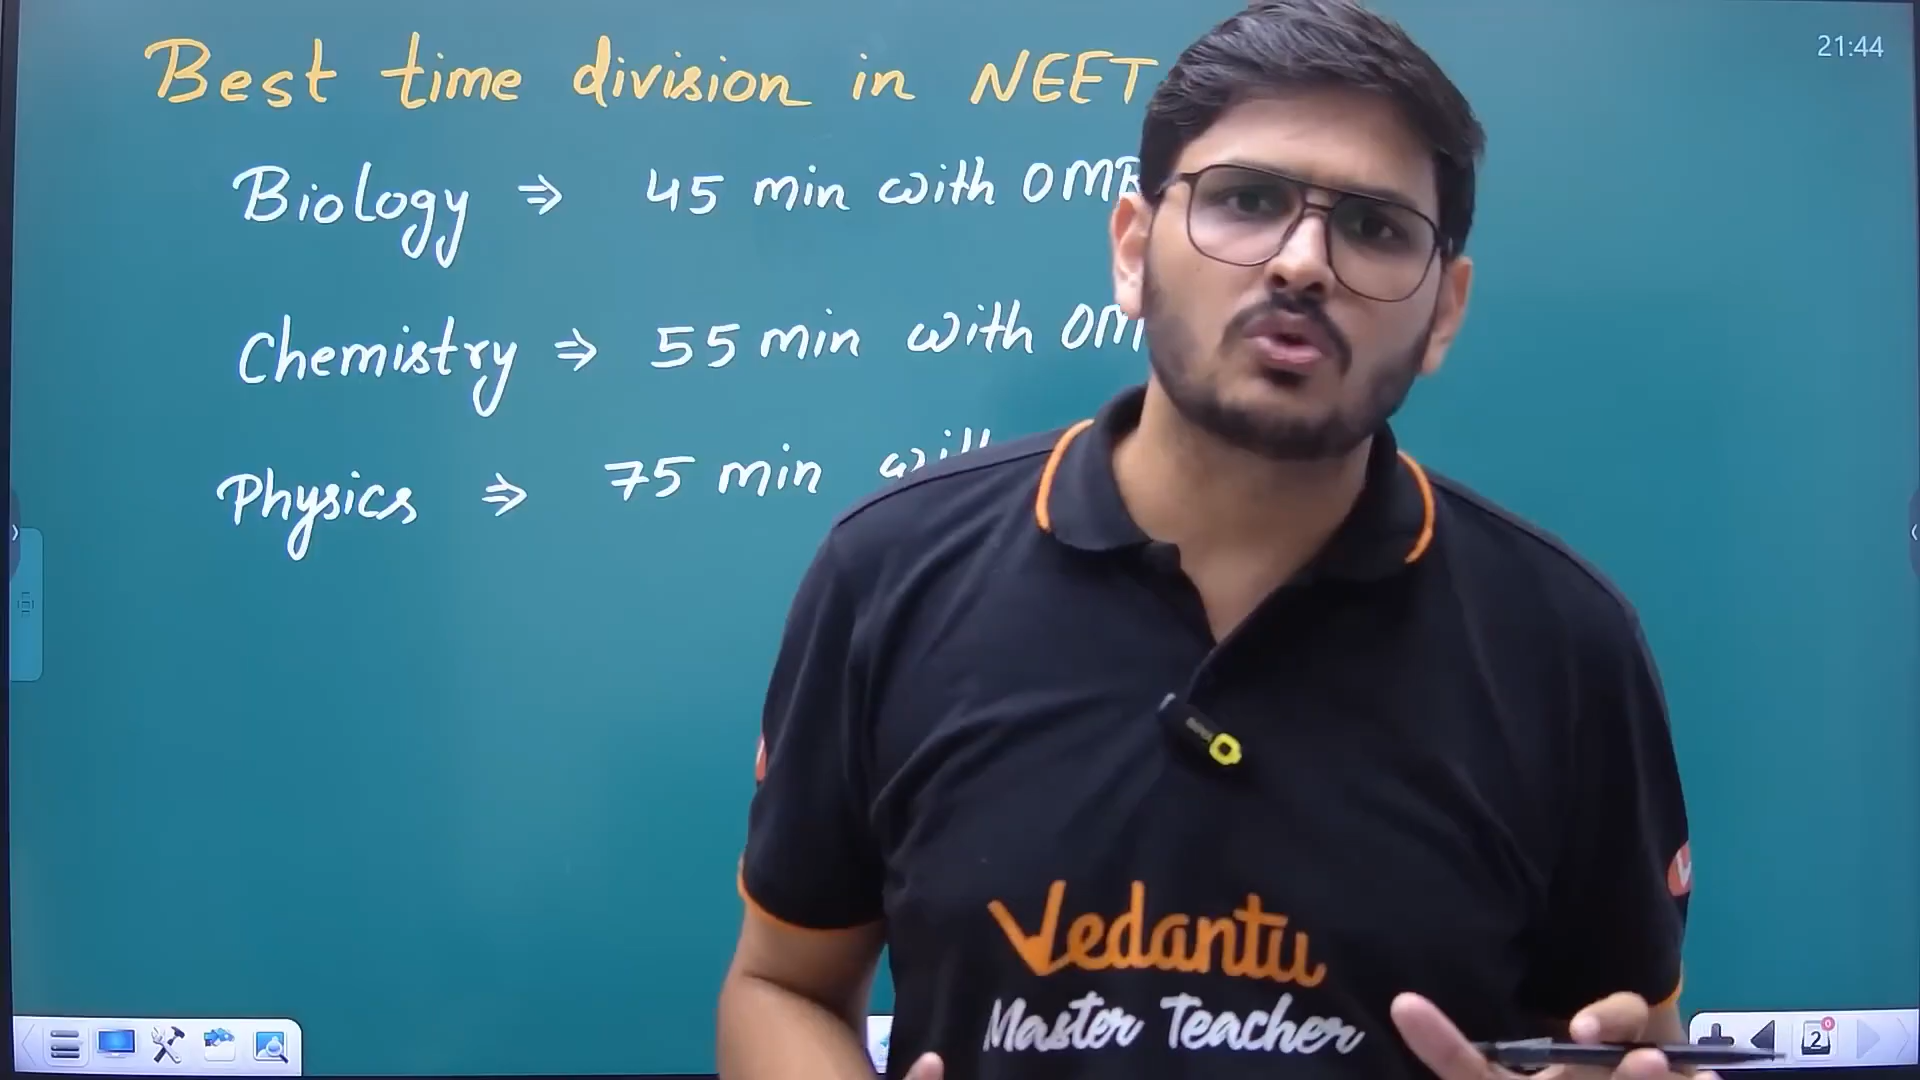 Best time division in NEET
21:44
Biology ⇒ 45 min with OMR
Chemistry ⇒ 55 min with OM
Physics ⇒ 75 min
Vedantu
Master Teacher
2